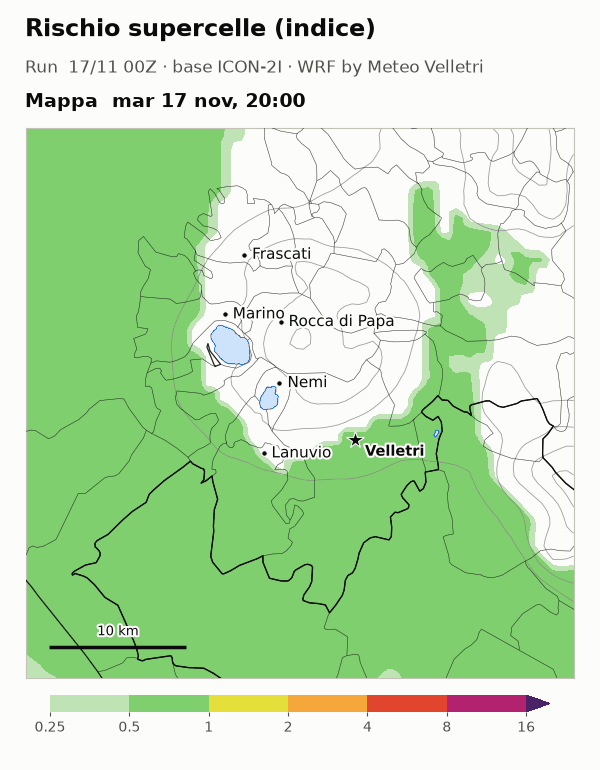 Rischio supercelle (indice)
Run  17/11 00Z · base ICON-2I · WRF by Meteo Velletri
Mappa  mar 17 nov, 20:00
Frascati
Marino
Rocca di Papa
Nemi
Lanuvio
Velletri
10 km
0.25 0.5 1 2 4 8 16